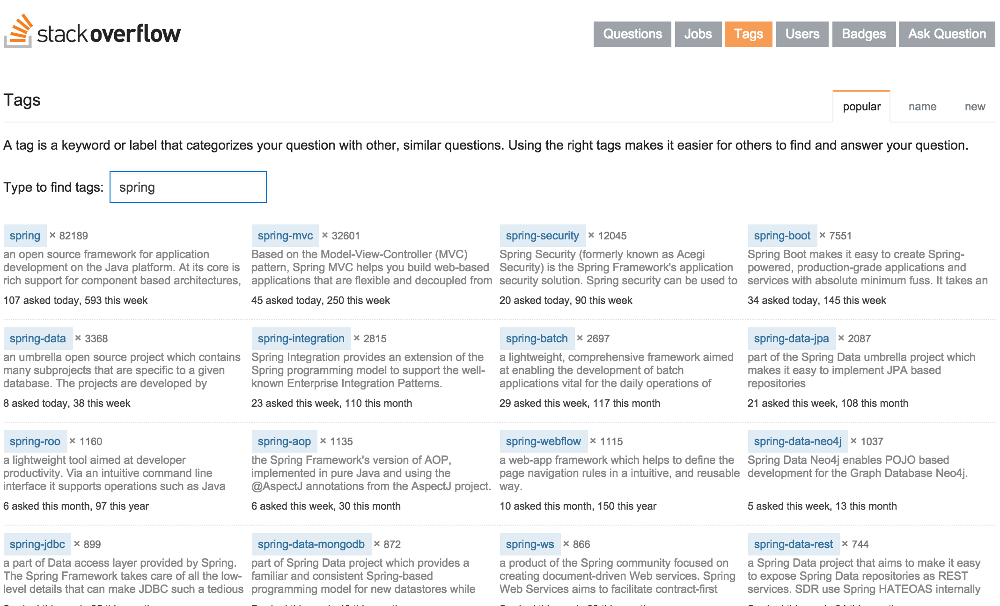 stackoverflow
Questions Jobs Tags Users Badges Ask Question
Tags
popular name new
A tag is a keyword or label that categorizes your question with other, similar questions. Using the right tags makes it easier for others to find and answer your question.
Type to find tags: spring
spring × 82189
an open source framework for application
development on the Java platform. At its core is
rich support for component based architectures,
107 asked today, 593 this week
spring-mvc × 32601
Based on the Model-View-Controller (MVC)
pattern, Spring MVC helps you build web-based
applications that are flexible and decoupled from
45 asked today, 250 this week
spring-security × 12045
Spring Security (formerly known as Acegi
Security) is the Spring Framework's application
security solution. Spring security can be used to
20 asked today, 90 this week
spring-boot × 7551
Spring Boot makes it easy to create Spring-
powered, production-grade applications and
services with absolute minimum fuss. It takes an
34 asked today, 145 this week
spring-data × 3368
an umbrella open source project which contains
many subprojects that are specific to a given
database. The projects are developed by
8 asked today, 38 this week
spring-integration × 2815
Spring Integration provides an extension of the
Spring programming model to support the well-
known Enterprise Integration Patterns.
23 asked this week, 110 this month
spring-batch × 2697
a lightweight, comprehensive framework aimed
at enabling the development of batch
applications vital for the daily operations of
29 asked this week, 117 this month
spring-data-jpa × 2087
part of the Spring Data umbrella project which
makes it easy to implement JPA based
repositories
21 asked this week, 108 this month
spring-roo × 1160
a lightweight tool aimed at developer
productivity. Via an intuitive command line
interface it supports operations such as Java
6 asked this month, 97 this year
spring-aop × 1135
the Spring Framework's version of AOP,
implemented in pure Java and using the
@AspectJ annotations from the AspectJ project.
6 asked this week, 30 this month
spring-webflow × 1115
a web-app framework which helps to define the
page navigation rules in a intuitive, and reusable
way.
10 asked this month, 150 this year
spring-data-neo4j × 1037
Spring Data Neo4j enables POJO based
development for the Graph Database Neo4j.
5 asked this week, 13 this month
spring-jdbc × 899
a part of Data access layer provided by Spring.
The Spring Framework takes care of all the low-
level details that can make JDBC such a tedious
spring-data-mongodb × 872
part of Spring Data project which provides a
familiar and consistent Spring-based
programming model for new datastores while
spring-ws × 866
a product of the Spring community focused on
creating document-driven Web services. Spring
Web Services aims to facilitate contract-first
spring-data-rest × 744
a Spring Data project that aims to make it easy
to expose Spring Data repositories as REST
services. SDR use Spring HATEOAS internally